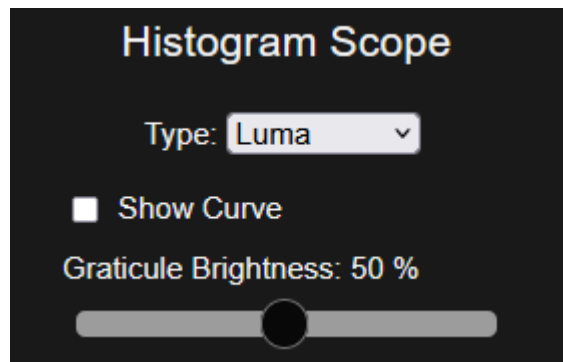 Histogram Scope
Type: Luma
Show Curve
Graticule Brightness: 50 %